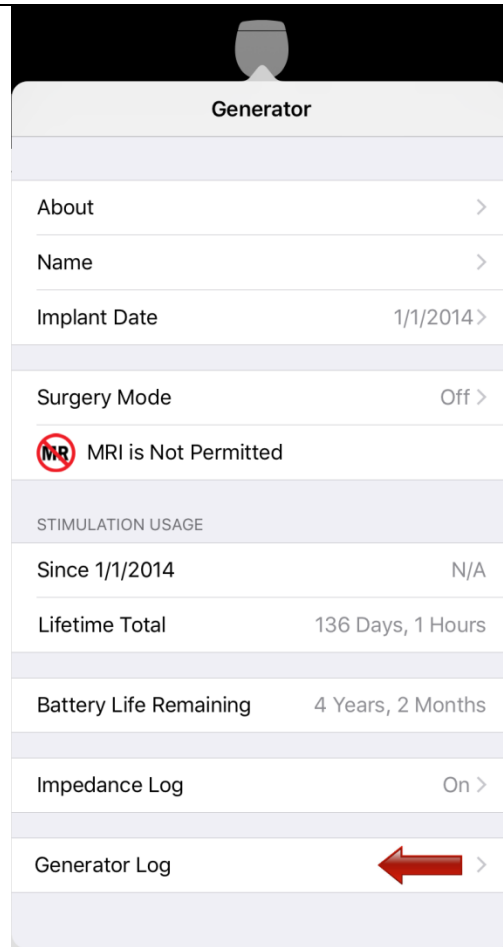 Generator
About
Name
Implant Date 1/1/2014
Surgery Mode Off
MR MRI is Not Permitted
STIMULATION USAGE
Since 1/1/2014 N/A
Lifetime Total 136 Days, 1 Hours
Battery Life Remaining 4 Years, 2 Months
Impedance Log On
Generator Log